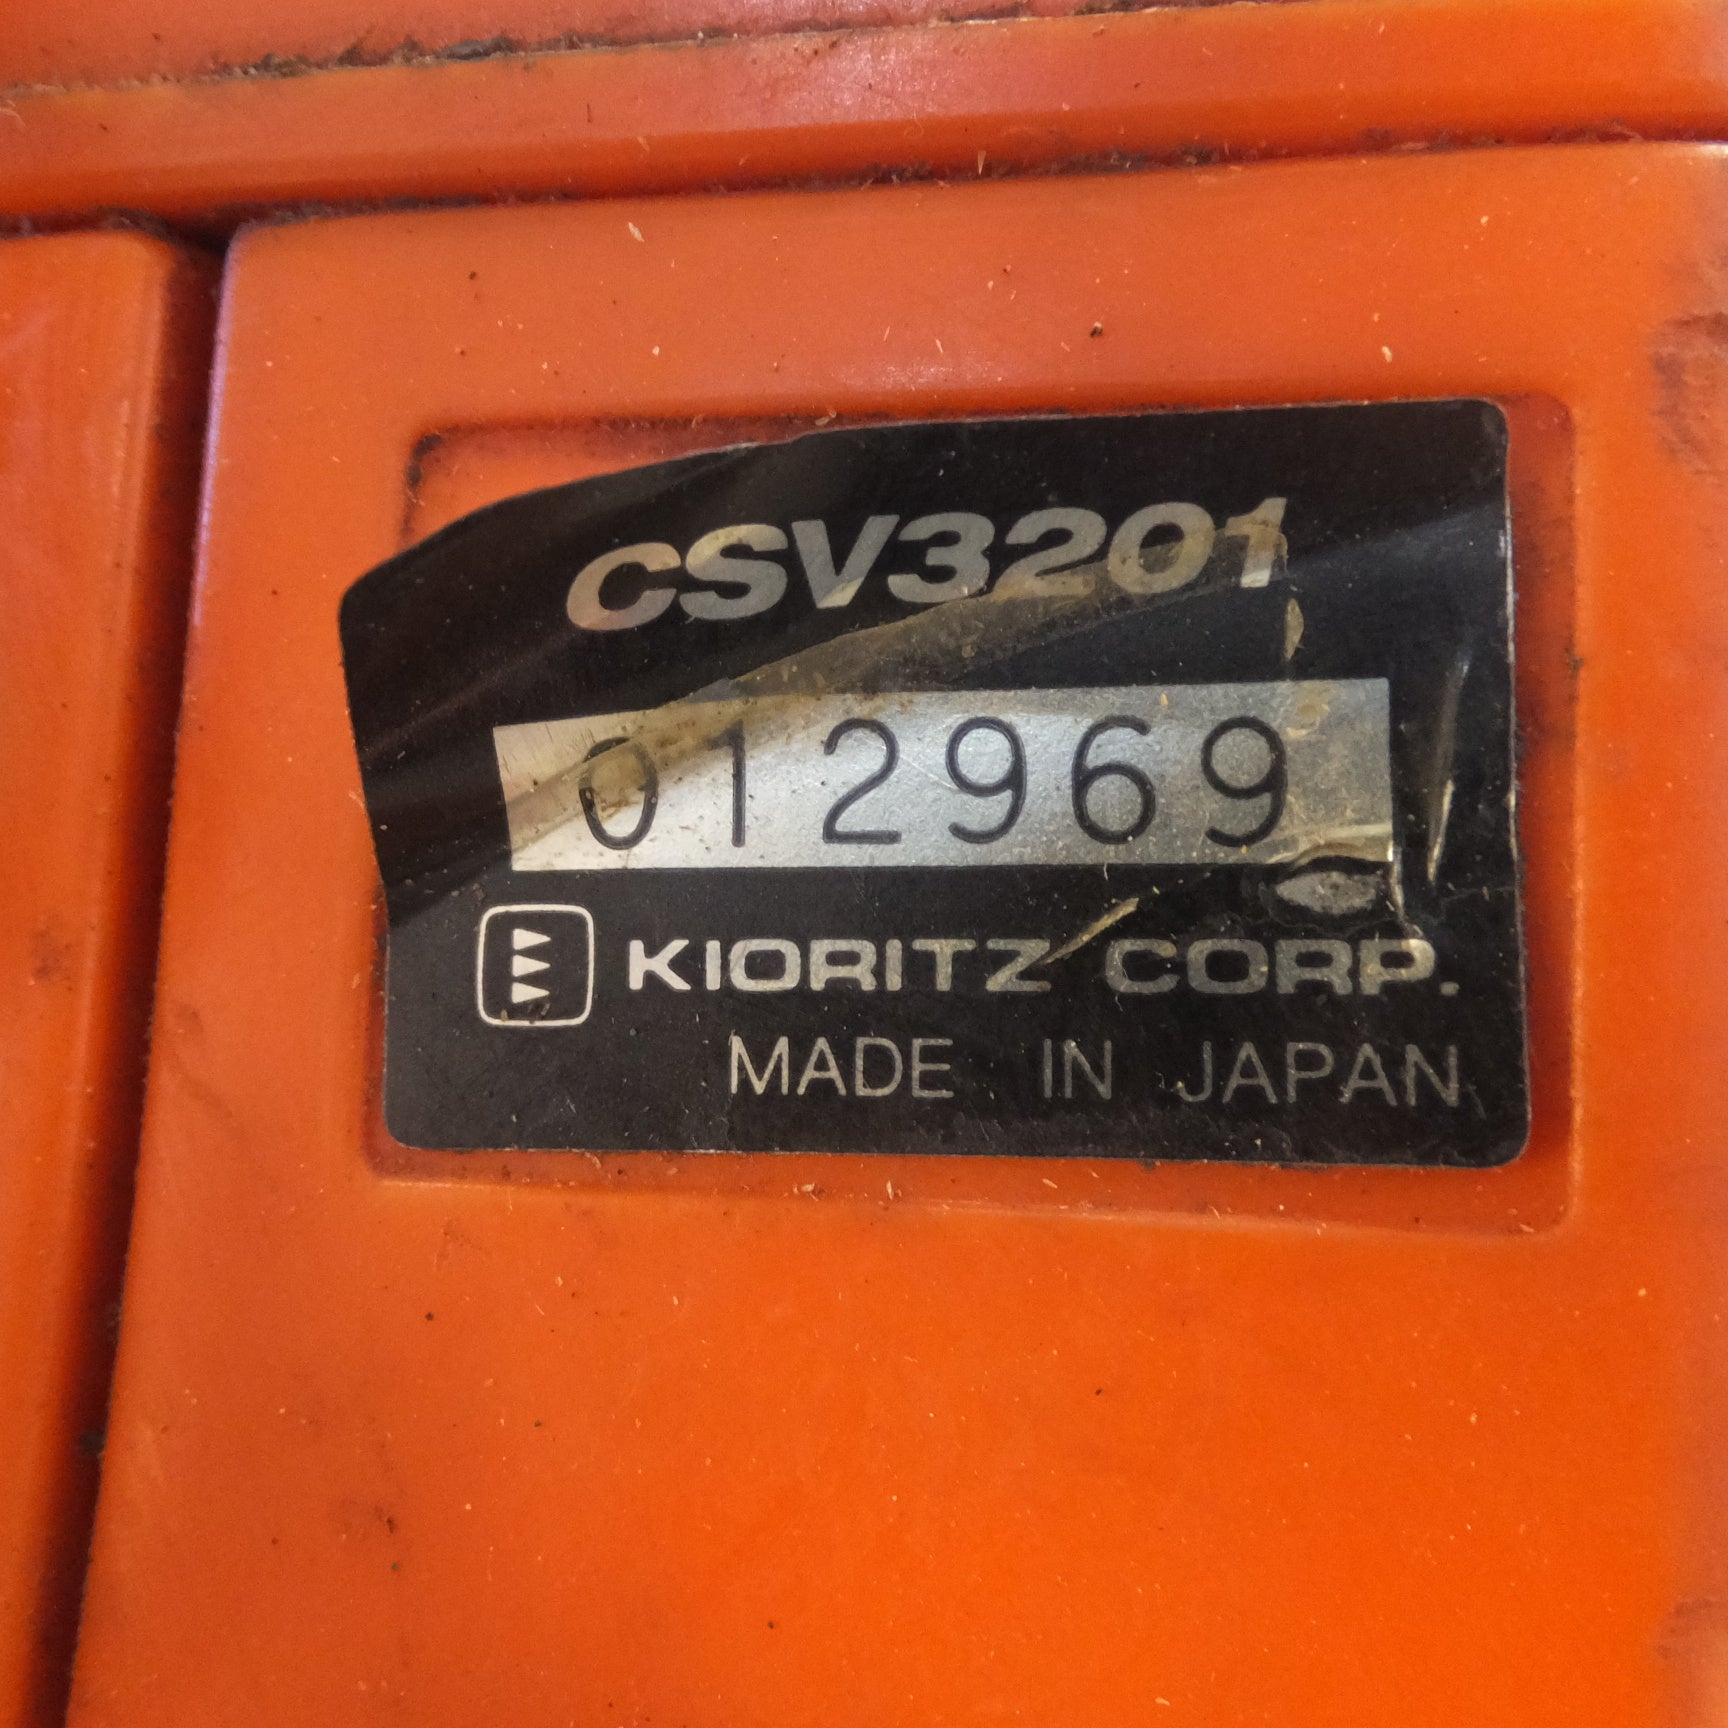 CSV3201
012969
KIORITZ CORP.
MADE IN JAPAN